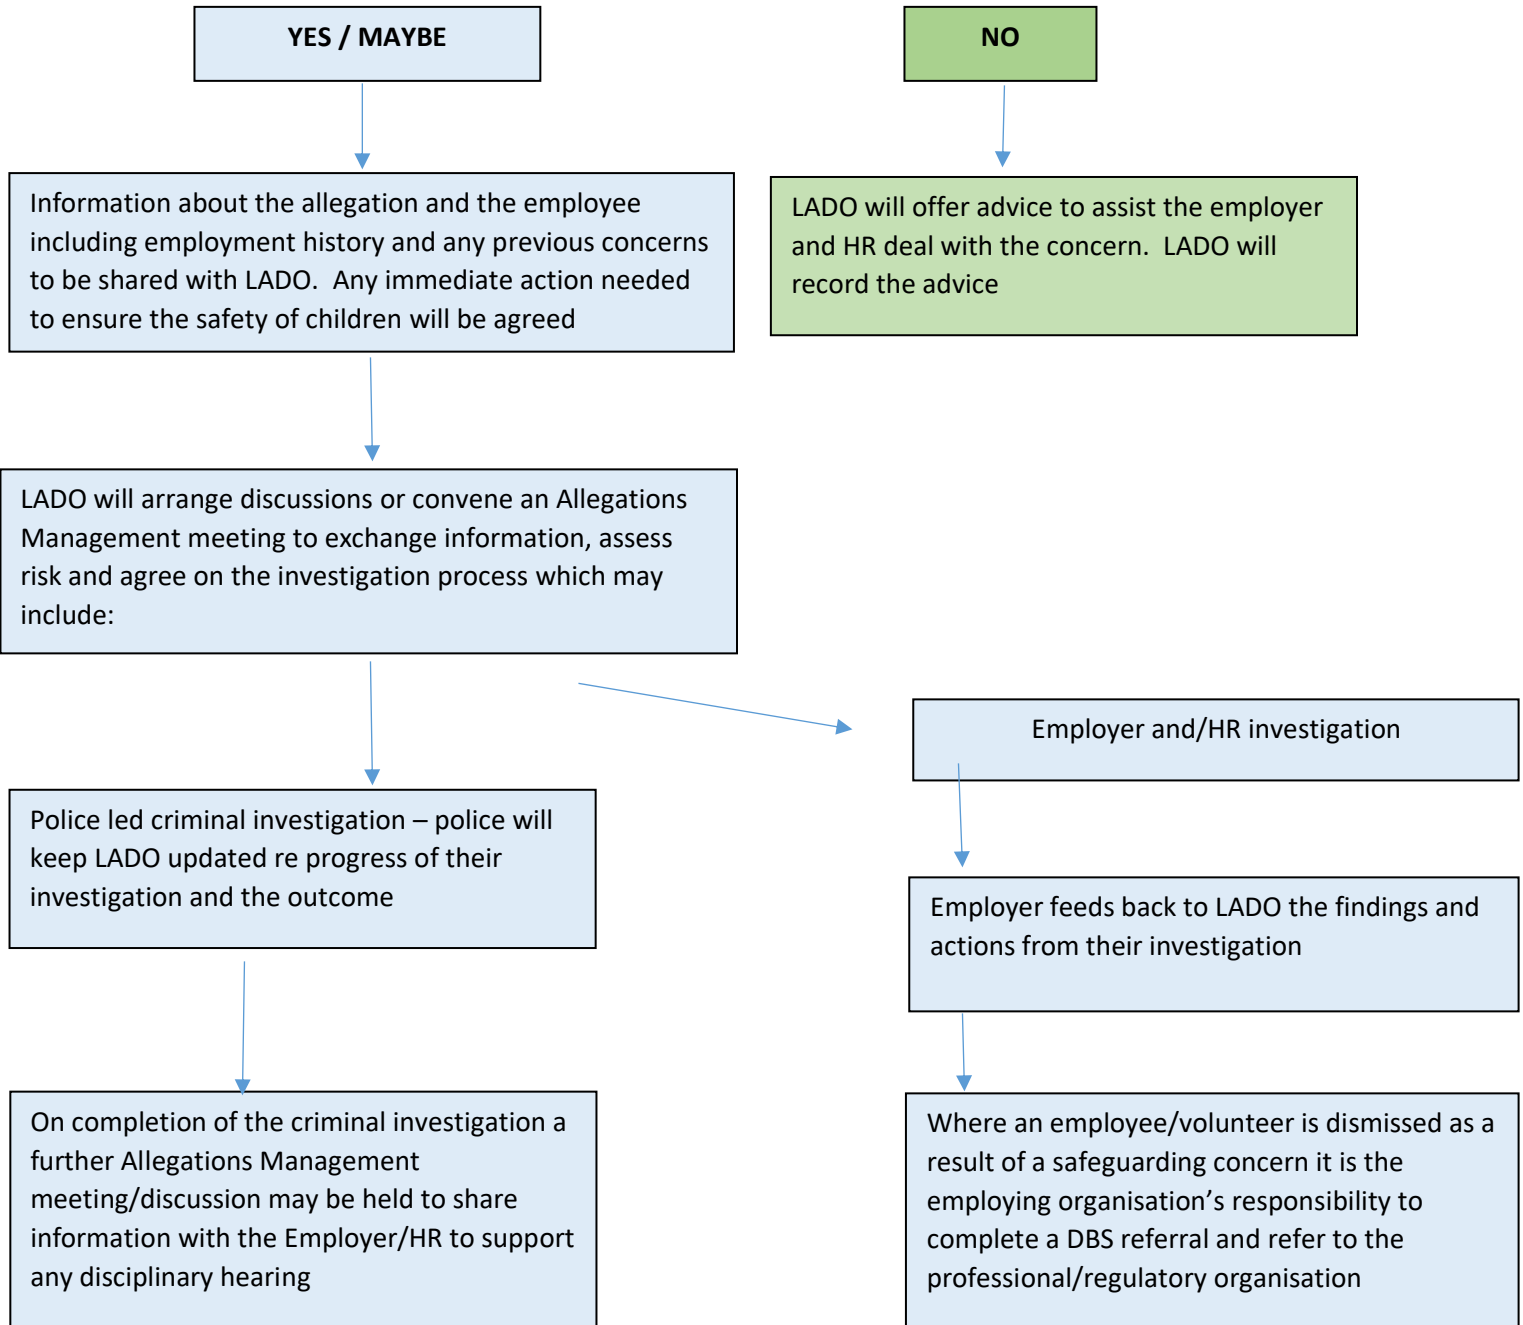 YES / MAYBE
NO
Information about the allegation and the employee
including employment history and any previous concerns
to be shared with LADO.  Any immediate action needed
to ensure the safety of children will be agreed
LADO will offer advice to assist the employer
and HR deal with the concern.  LADO will
record the advice
LADO will arrange discussions or convene an Allegations
Management meeting to exchange information, assess
risk and agree on the investigation process which may
include:
Employer and/HR investigation
Police led criminal investigation – police will
keep LADO updated re progress of their
investigation and the outcome
Employer feeds back to LADO the findings and
actions from their investigation
On completion of the criminal investigation a
further Allegations Management
meeting/discussion may be held to share
information with the Employer/HR to support
any disciplinary hearing
Where an employee/volunteer is dismissed as a
result of a safeguarding concern it is the
employing organisation’s responsibility to
complete a DBS referral and refer to the
professional/regulatory organisation